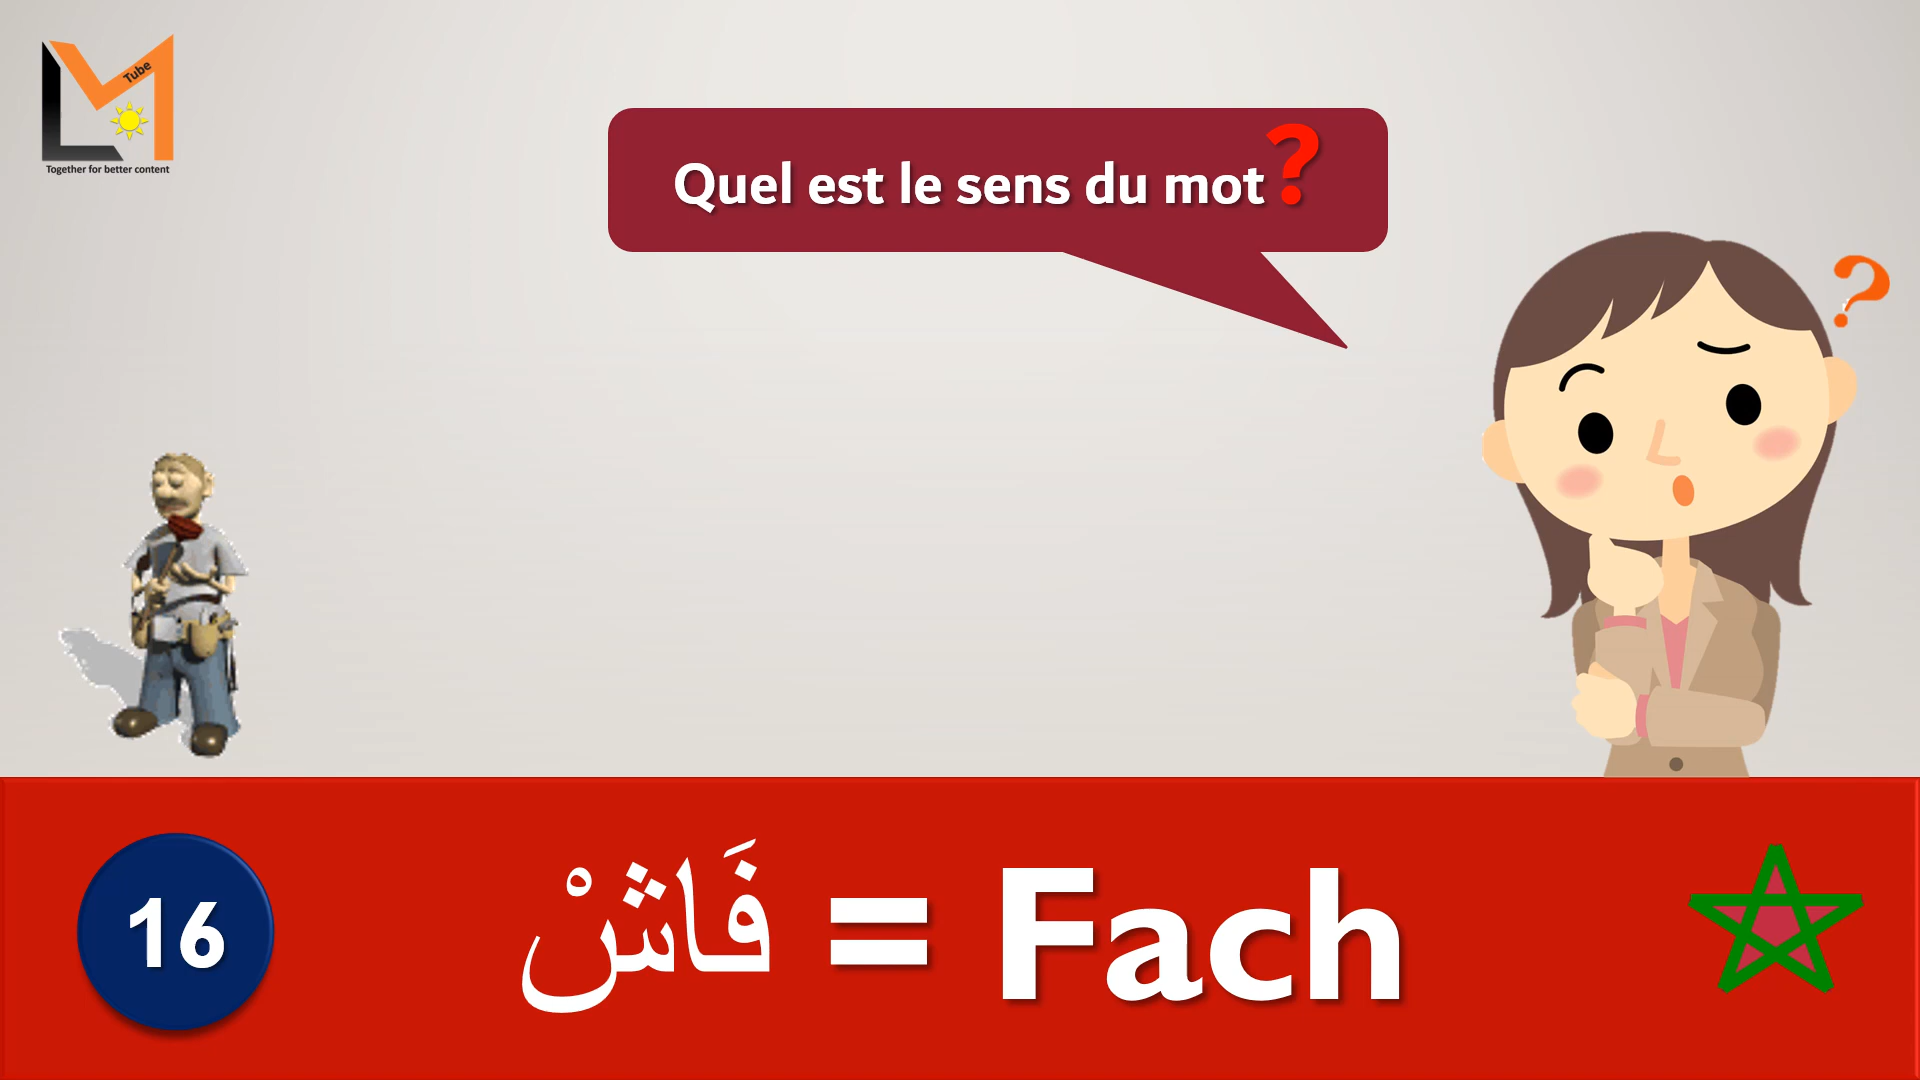 Tube
Together for better content
Quel est le sens du mot?
?
16
فَاشْ = Fach